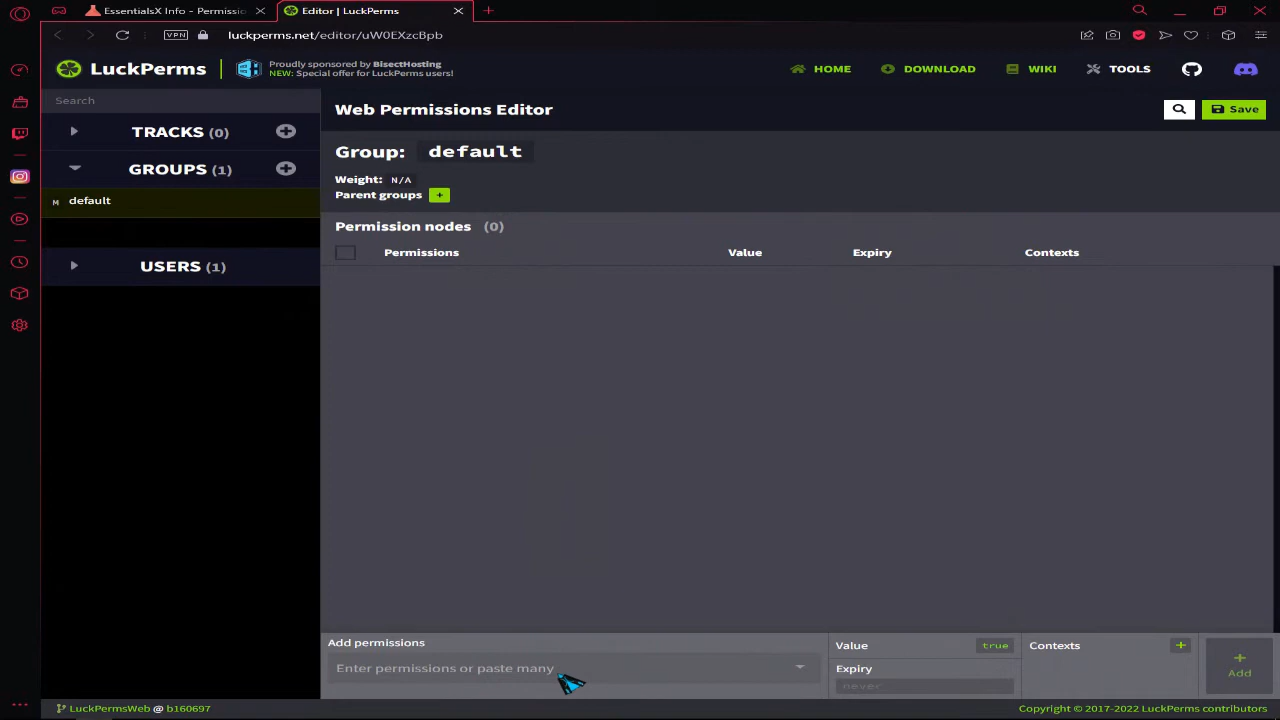 EssentialsX Info - Permissi
Editor | LuckPerms
VPN
luckperms.net/editor/uW0EXzcBpb
LuckPerms
Proudly sponsored by BisectHosting
NEW: Special offer for LuckPerms users!
HOME
DOWNLOAD
WIKI
TOOLS
Search
Web Permissions Editor
Save
TRACKS (0)
GROUPS (1)
M default
USERS (1)
Group: default
Weight: N/A
Parent groups +
Permission nodes (0)
Permissions Value Expiry Contexts
Add permissions
Enter permissions or paste many
Value true
Expiry
never
Contexts +
+
Add
LuckPermsWeb @ b160697
Copyright © 2017-2022 LuckPerms contributors